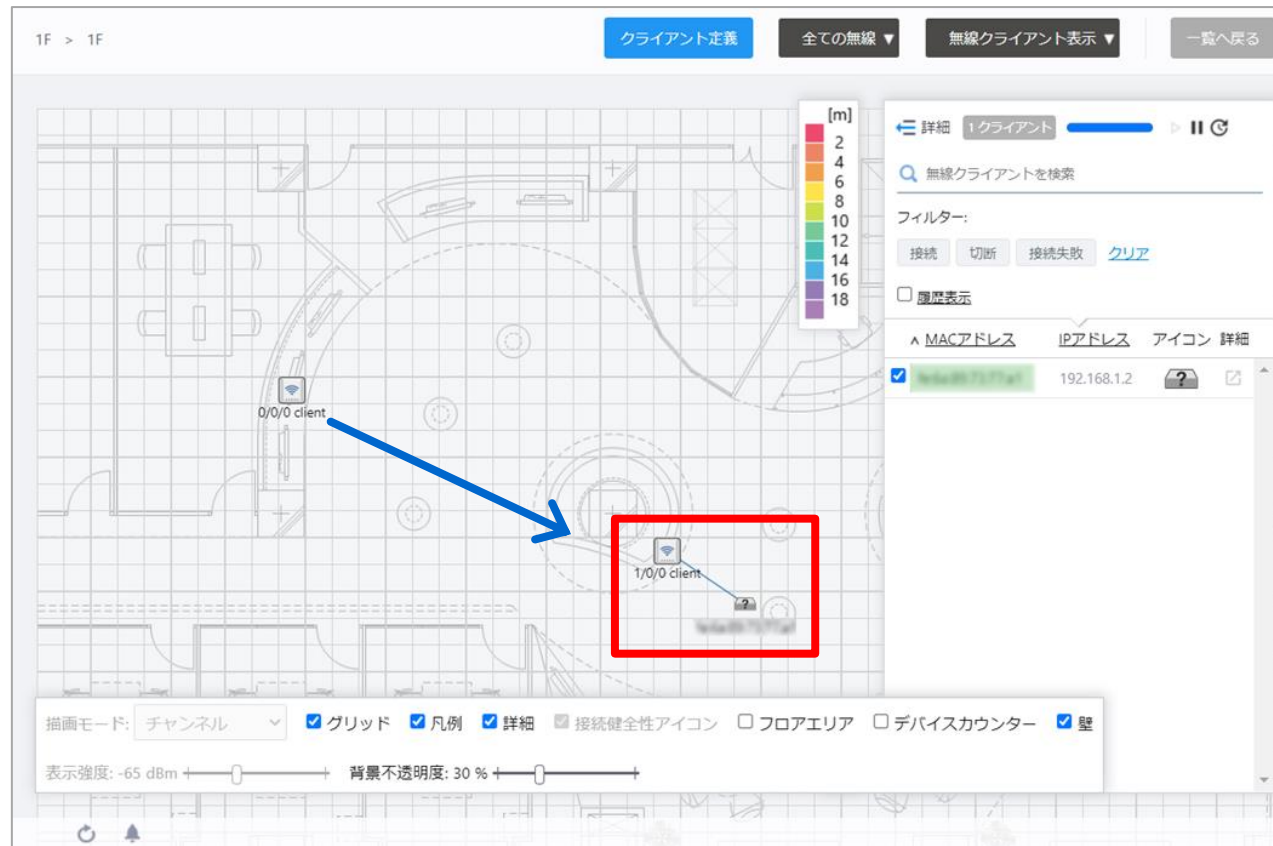 1F > 1F
クライアント定義
全ての無線 ▼
無線クライアント表示 ▼
一覧へ戻る
[m]
2
4
6
8
10
12
14
16
18
詳細 1クライアント
無線クライアントを検索
フィルター:
接続 切断 接続失敗 クリア
履歴表示
∧ MACアドレス IPアドレス アイコン 詳細
192.168.1.2 ?
0/0/0 client
1/0/0 client
?
描画モード: チャンネル グリッド 凡例 詳細 接続健全性アイコン フロアエリア デバイスカウンター 壁
表示強度: -65 dBm 背景不透明度: 30 %